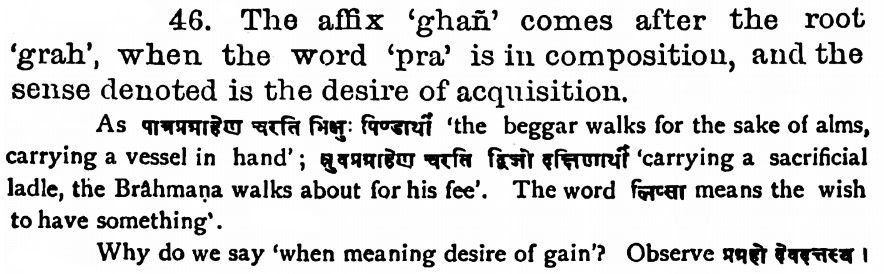 46. The affix ‘ghañ’ comes after the root
‘grah’, when the word ‘pra’ is in composition, and the
sense denoted is the desire of acquisition.
As पात्रप्रग्राहेण चरति भिक्षुः पिण्डार्थी ‘the beggar walks for the sake of alms,
carrying a vessel in hand’; स्रुवप्रग्राहेण चरति द्विजो दक्षिणार्थी ‘carrying a sacrificial
ladle, the Brâhmaṇa walks about for his fee’. The word लिप्सा means the wish
to have something‘.
Why do we say ‘when meaning desire of gain’? Observe प्रग्रहो देवदत्तस्य ।